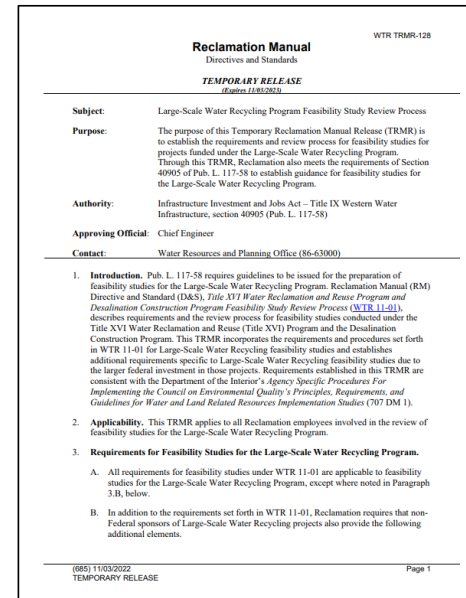 WTR TRMR-128
Reclamation Manual
Directives and Standards
TEMPORARY RELEASE
(Expires 11/03/2023)
Subject: Large-Scale Water Recycling Program Feasibility Study Review Process
Purpose: The purpose of this Temporary Reclamation Manual Release (TRMR) is
to establish the requirements and review process for feasibility studies for
projects funded under the Large-Scale Water Recycling Program.
Through this TRMR, Reclamation also meets the requirements of Section
40905 of Pub. L. 117-58 to establish guidance for feasibility studies for
the Large-Scale Water Recycling Program.
Authority: Infrastructure Investment and Jobs Act – Title IX Western Water
Infrastructure, section 40905 (Pub. L. 117-58)
Approving Official: Chief Engineer
Contact: Water Resources and Planning Office (86-63000)
1. Introduction. Pub. L. 117-58 requires guidelines to be issued for the preparation of
feasibility studies for the Large-Scale Water Recycling Program. Reclamation Manual (RM)
Directive and Standard (D&S), Title XVI Water Reclamation and Reuse Program and
Desalination Construction Program Feasibility Study Review Process (WTR 11-01),
describes requirements and the review process for feasibility studies conducted under the
Title XVI Water Reclamation and Reuse (Title XVI) Program and the Desalination
Construction Program. This TRMR incorporates the requirements and procedures set forth
in WTR 11-01 for Large-Scale Water Recycling feasibility studies and establishes
additional requirements specific to Large-Scale Water Recycling feasibility studies due to
the larger federal investment in those projects. Requirements established in this TRMR are
consistent with the Department of the Interior's Agency Specific Procedures For
Implementing the Council on Environmental Quality's Principles, Requirements, and
Guidelines for Water and Land Related Resources Implementation Studies (707 DM 1).
2. Applicability. This TRMR applies to all Reclamation employees involved in the review of
feasibility studies for the Large-Scale Water Recycling Program.
3. Requirements for Feasibility Studies for the Large-Scale Water Recycling Program.
A. All requirements for feasibility studies under WTR 11-01 are applicable to feasibility
studies for the Large-Scale Water Recycling Program, except where noted in Paragraph
3.B, below.
B. In addition to the requirements set forth in WTR 11-01, Reclamation requires that non-
Federal sponsors of Large-Scale Water Recycling projects also provide the following
additional elements.
(685) 11/03/2022 Page 1
TEMPORARY RELEASE